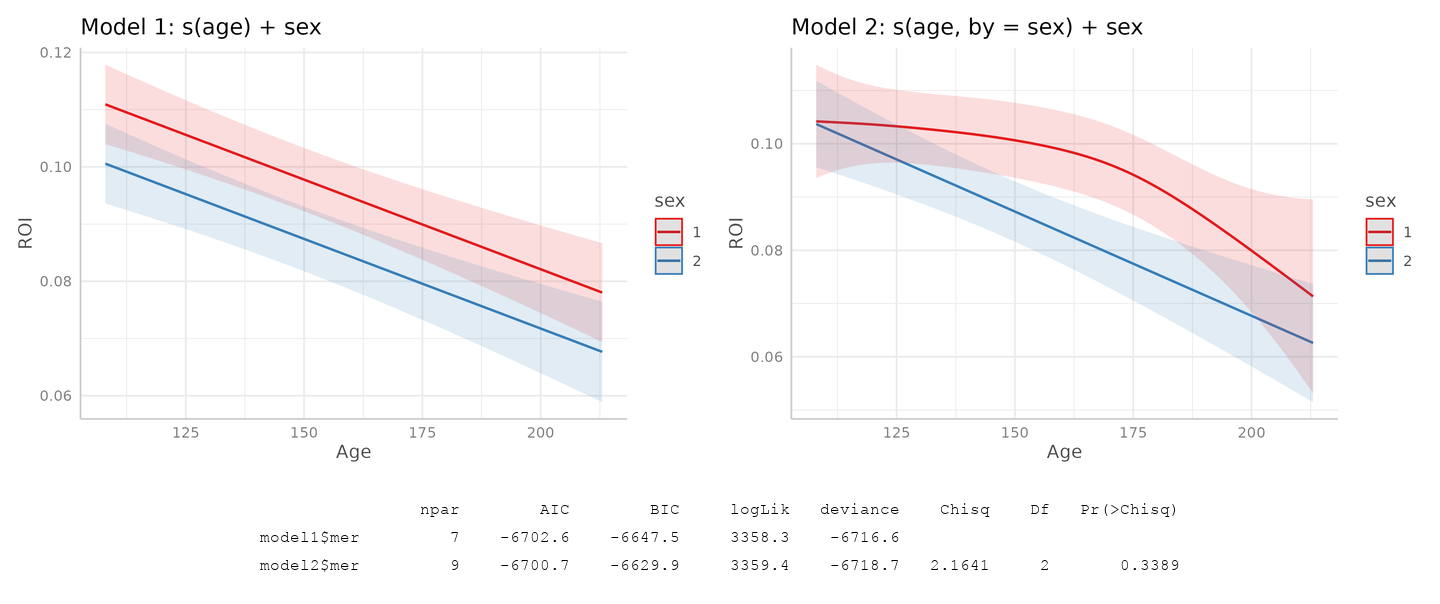 Model 1: s(age) + sex
0.12
0.10
0.08
0.06
ROI
125 150 175 200
Age
sex
1
2
Model 2: s(age, by = sex) + sex
0.10
0.08
0.06
ROI
125 150 175 200
Age
sex
1
2
npar AIC BIC logLik deviance Chisq Df Pr(>Chisq)
model1$mer 7 -6702.6 -6647.5 3358.3 -6716.6
model2$mer 9 -6700.7 -6629.9 3359.4 -6718.7 2.1641 2 0.3389